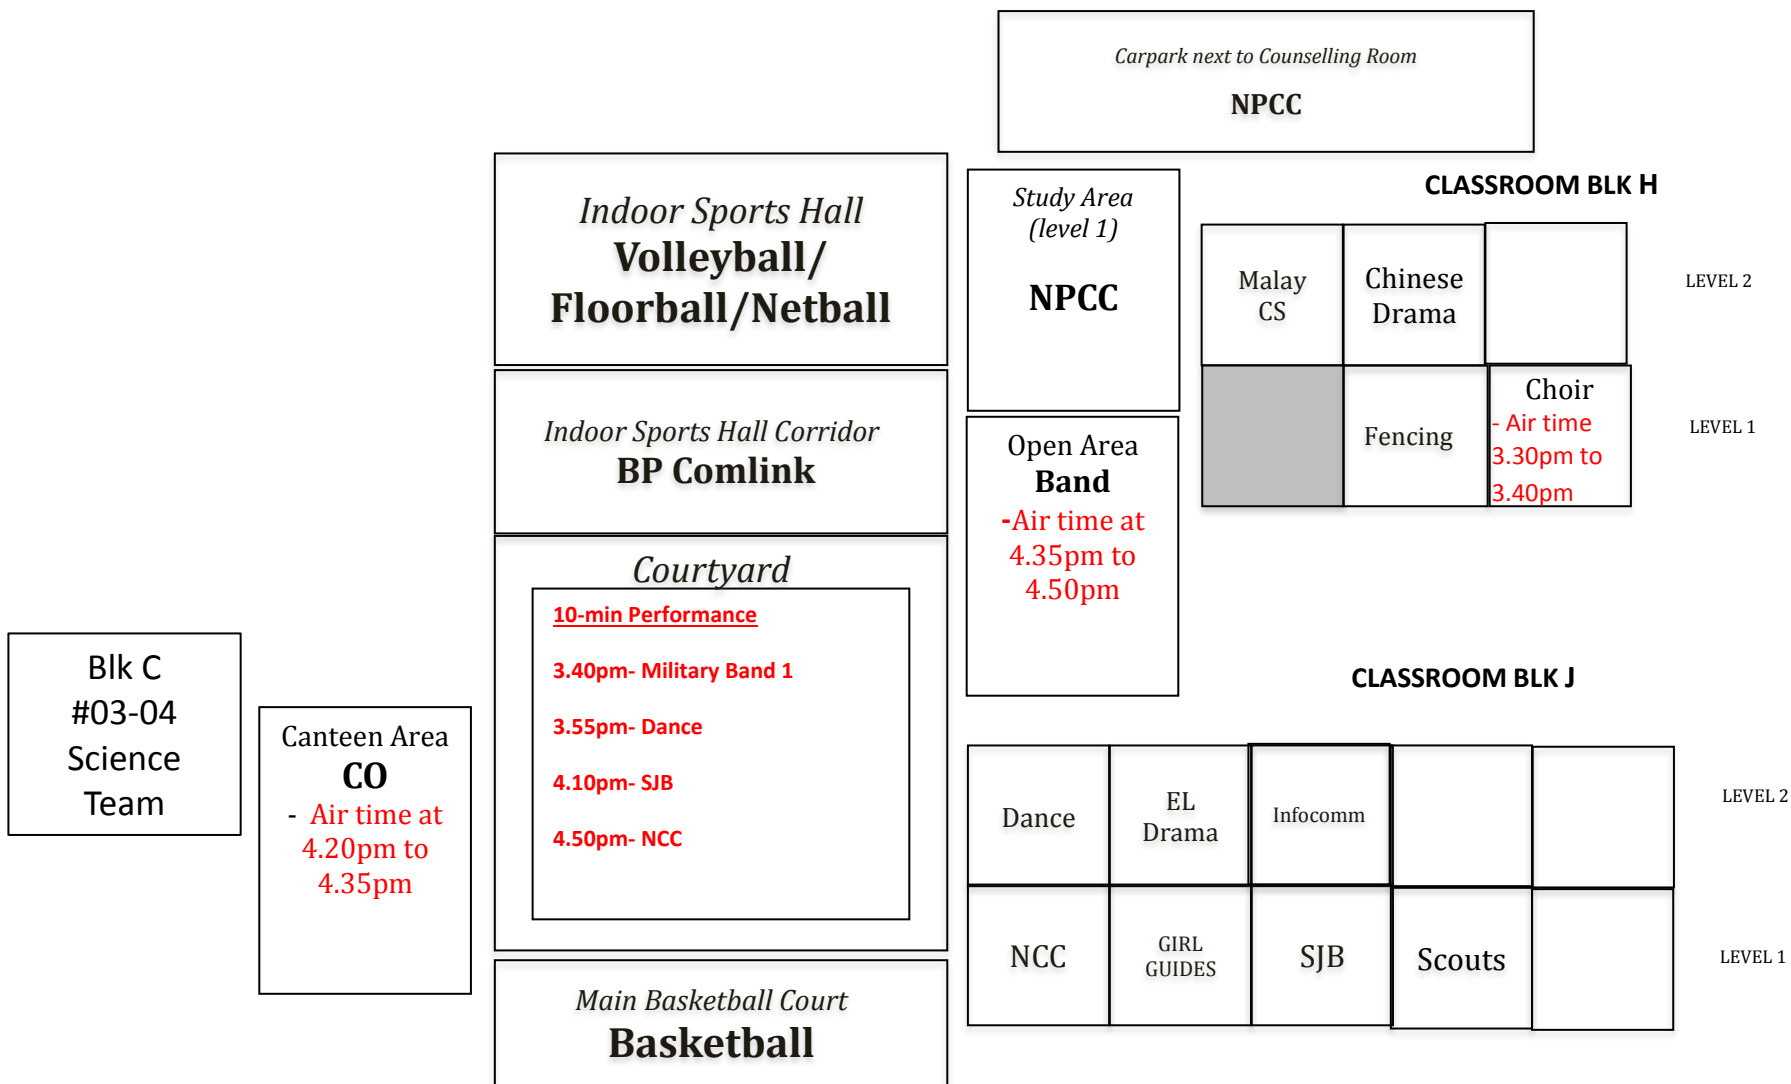 Carpark next to Counselling Room
NPCC
Indoor Sports Hall
Volleyball/
Floorball/Netball
Study Area
(level 1)
NPCC
CLASSROOM BLK H
Malay
CS
Chinese
Drama
LEVEL 2
Indoor Sports Hall Corridor
BP Comlink
Open Area
Band
-Air time at
4.35pm to
4.50pm
Fencing
Choir
- Air time
3.30pm to
3.40pm
LEVEL 1
Courtyard
10-min Performance
3.40pm- Military Band 1
3.55pm- Dance
4.10pm- SJB
4.50pm- NCC
Blk C
#03-04
Science
Team
Canteen Area
CO
- Air time at
4.20pm to
4.35pm
CLASSROOM BLK J
Dance
EL
Drama
Infocomm
LEVEL 2
NCC
GIRL
GUIDES
SJB
Scouts
LEVEL 1
Main Basketball Court
Basketball